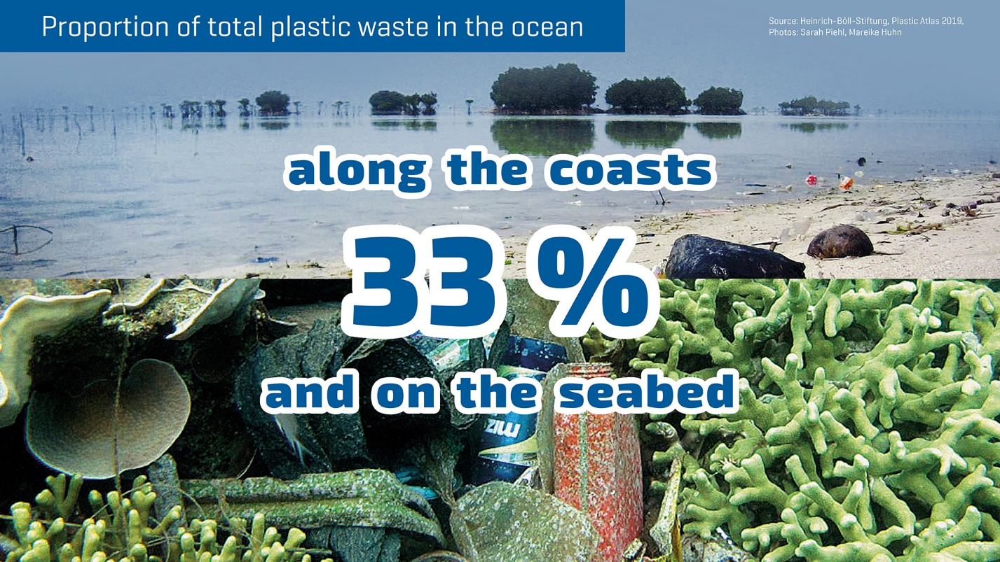 Proportion of total plastic waste in the ocean
Source: Heinrich-Böll-Stiftung, Plastic Atlas 2019,
Photos: Sarah Piehl, Mareike Huhn
along the coasts
33 %
and on the seabed